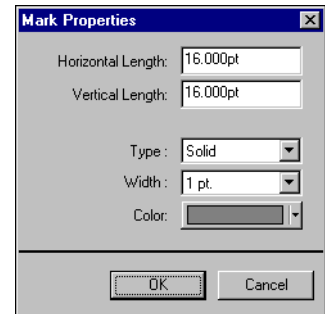 Mark Properties
Horizontal Length: 16.000pt
Vertical Length: 16.000pt
Type : Solid
Width : 1 pt.
Color:
OK Cancel